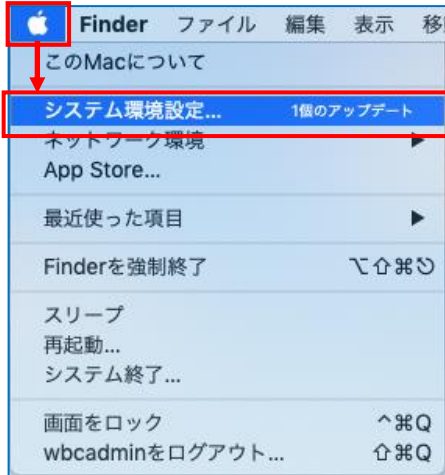 Finder ファイル 編集 表示 移
このMacについて
システム環境設定... 1個のアップデート
ネットワーク環境 ▶
App Store...
最近使った項目 ▶
Finderを強制終了 ⌥⇧⌘⎋
スリープ
再起動...
システム終了...
画面をロック ^⌘Q
wbcadminをログアウト... ⇧⌘Q